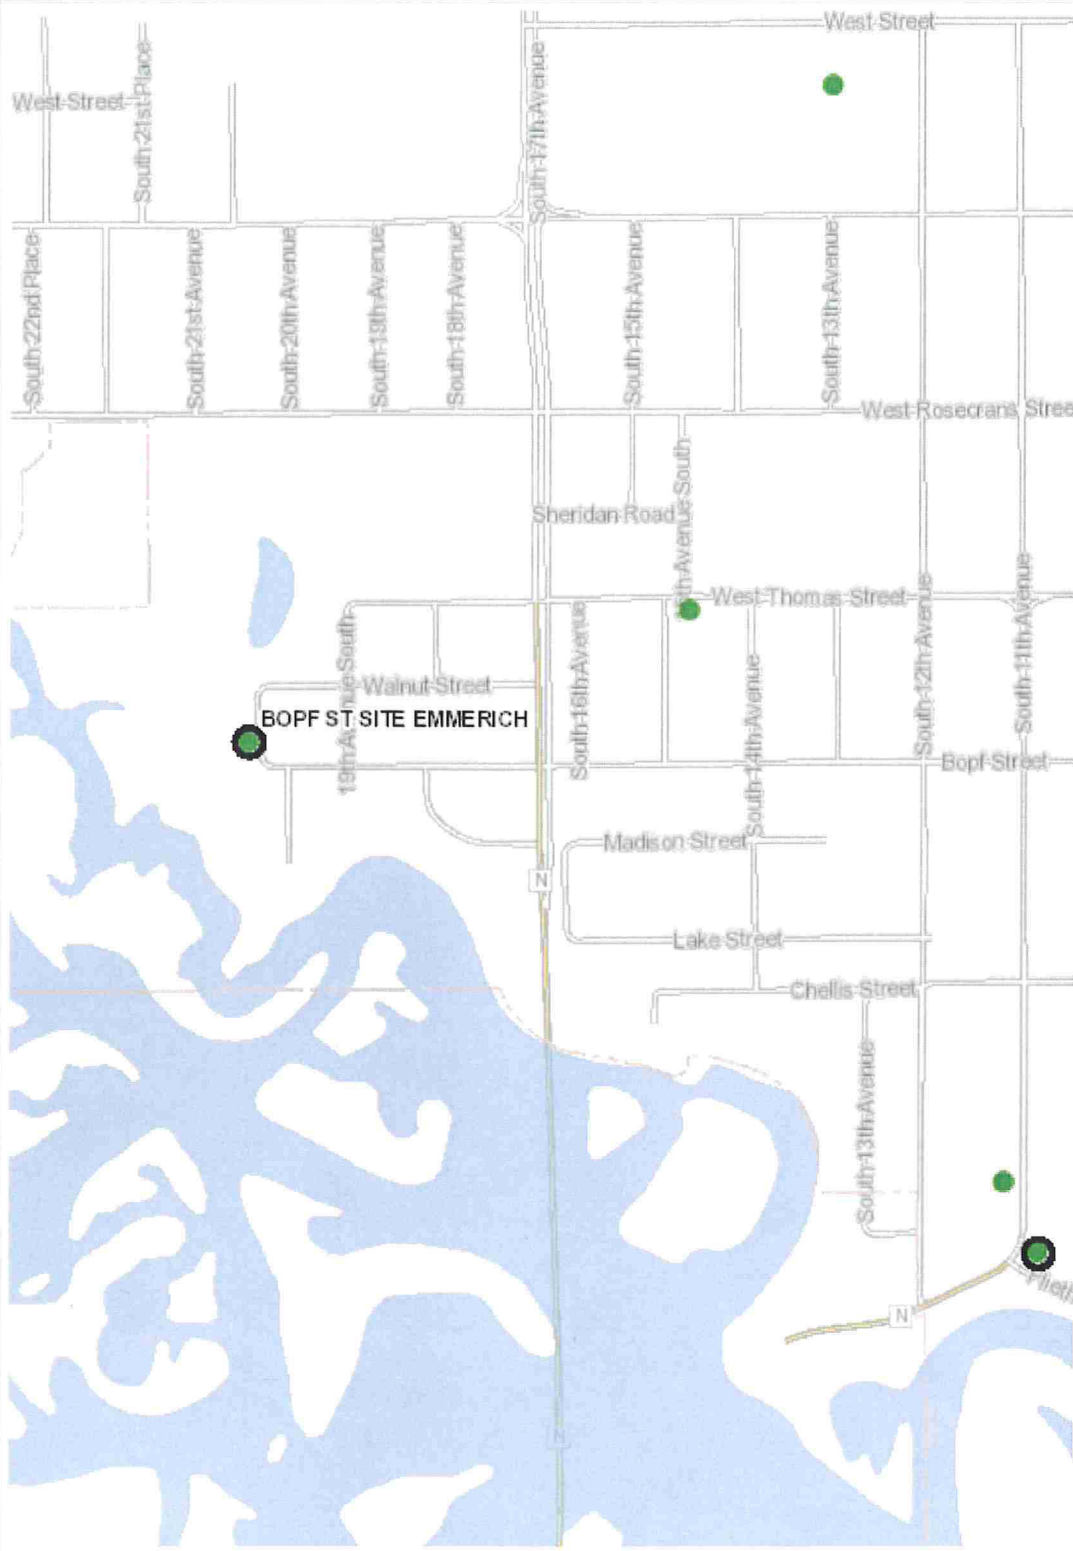 West Street
West Street
South 21st Place
South 17th Avenue
South 22nd Place
South 21st Avenue
South 20th Avenue
South 19th Avenue
South 18th Avenue
South 15th Avenue
South 13th Avenue
West Rosecrans Stree
Sheridan Road
Avenue South
West Thomas Street
19th Avenue South
Walnut Street
BOPF ST SITE EMMERICH
South 16th Avenue
South 14th Avenue
South 12th Avenue
South 11th Avenue
Bopf Street
Madison Street
N
Lake Street
Chellis Street
South 13th Avenue
Flieth
N
N